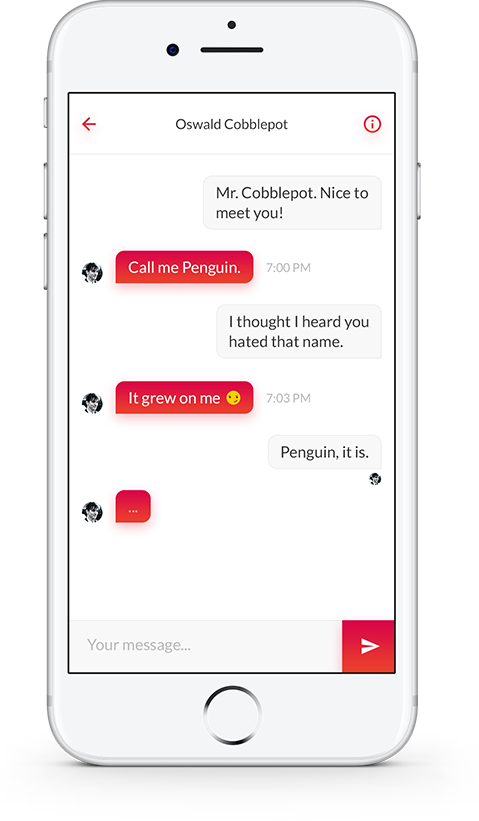 Oswald Cobblepot
Mr. Cobblepot. Nice to
meet you!
Call me Penguin.
7:00 PM
I thought I heard you
hated that name.
It grew on me 😏
7:03 PM
Penguin, it is.
...
Your message...